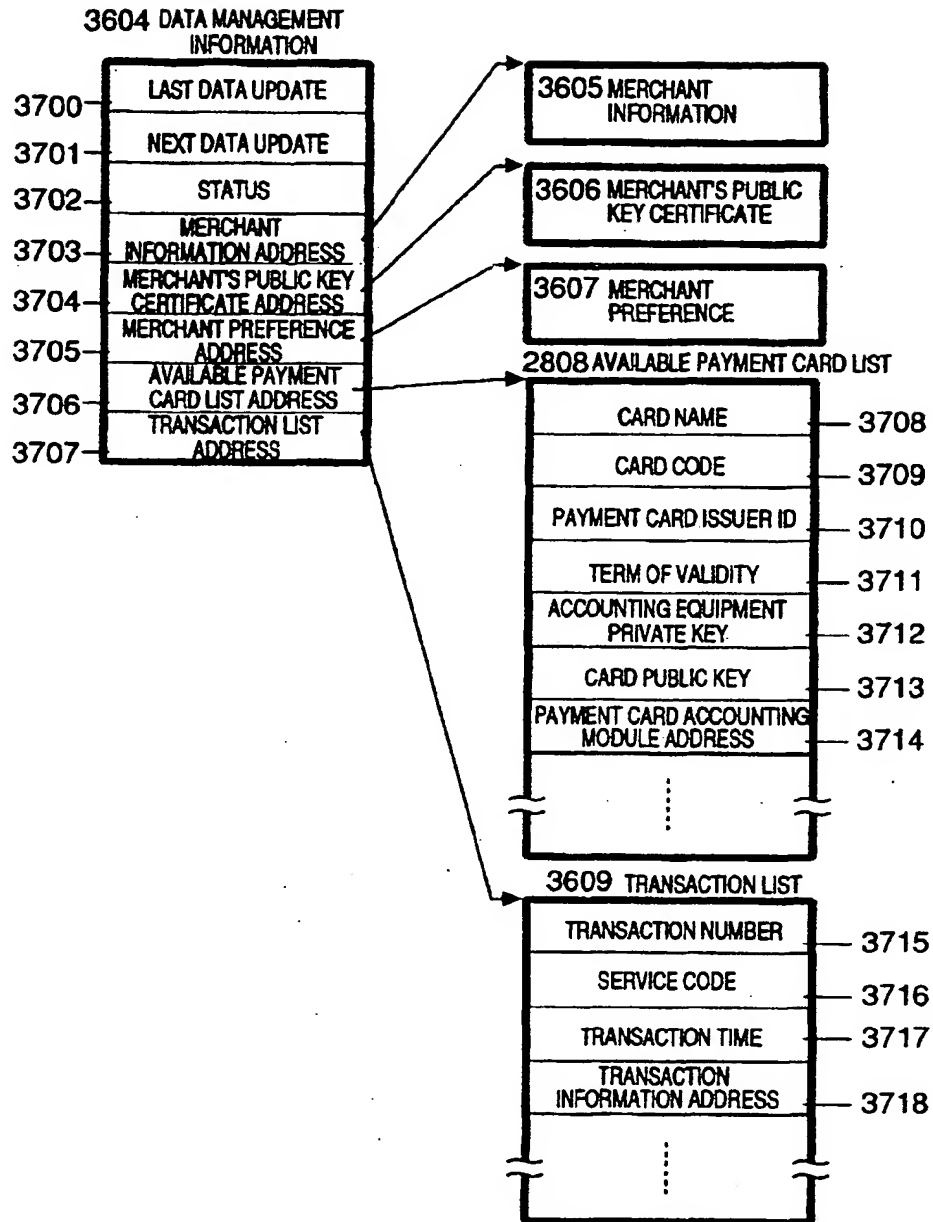 3604 DATA MANAGEMENT
INFORMATION
3700 LAST DATA UPDATE
3701 NEXT DATA UPDATE
3702 STATUS
3703 MERCHANT
INFORMATION ADDRESS
3704 MERCHANT'S PUBLIC KEY
CERTIFICATE ADDRESS
3705 MERCHANT PREFERENCE
ADDRESS
3706 AVAILABLE PAYMENT
CARD LIST ADDRESS
3707 TRANSACTION LIST
ADDRESS
3605 MERCHANT
INFORMATION
3606 MERCHANT'S PUBLIC
KEY CERTIFICATE
3607 MERCHANT
PREFERENCE
2808 AVAILABLE PAYMENT CARD LIST
CARD NAME 3708
CARD CODE 3709
PAYMENT CARD ISSUER ID 3710
TERM OF VALIDITY 3711
ACCOUNTING EQUIPMENT
PRIVATE KEY 3712
CARD PUBLIC KEY 3713
PAYMENT CARD ACCOUNTING
MODULE ADDRESS 3714
3609 TRANSACTION LIST
TRANSACTION NUMBER 3715
SERVICE CODE 3716
TRANSACTION TIME 3717
TRANSACTION
INFORMATION ADDRESS 3718